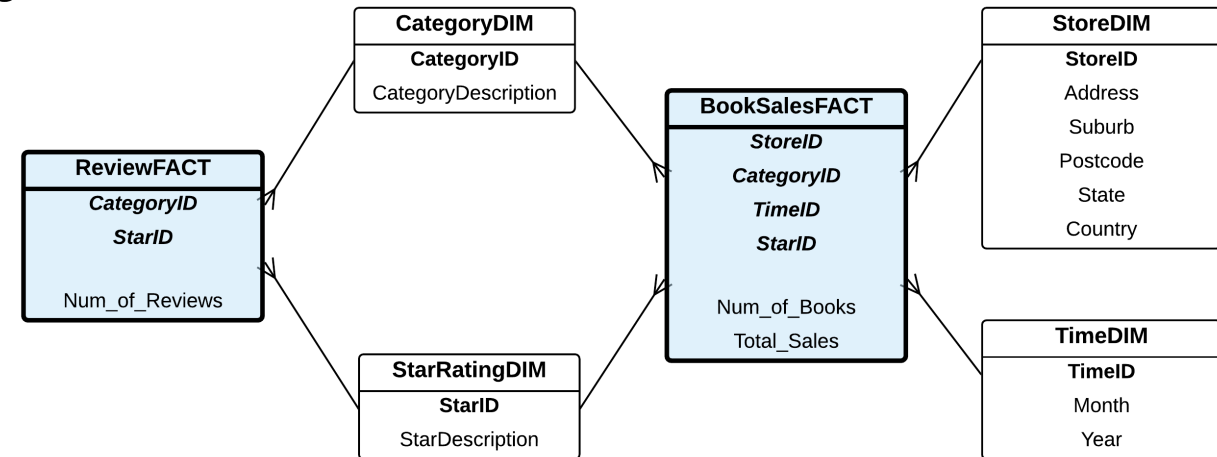 CategoryDIM
CategoryID
CategoryDescription
StoreDIM
StoreID
Address
Suburb
Postcode
State
Country
BookSalesFACT
StoreID
CategoryID
TimeID
StarID
Num_of_Books
Total_Sales
ReviewFACT
CategoryID
StarID
Num_of_Reviews
StarRatingDIM
StarID
StarDescription
TimeDIM
TimeID
Month
Year